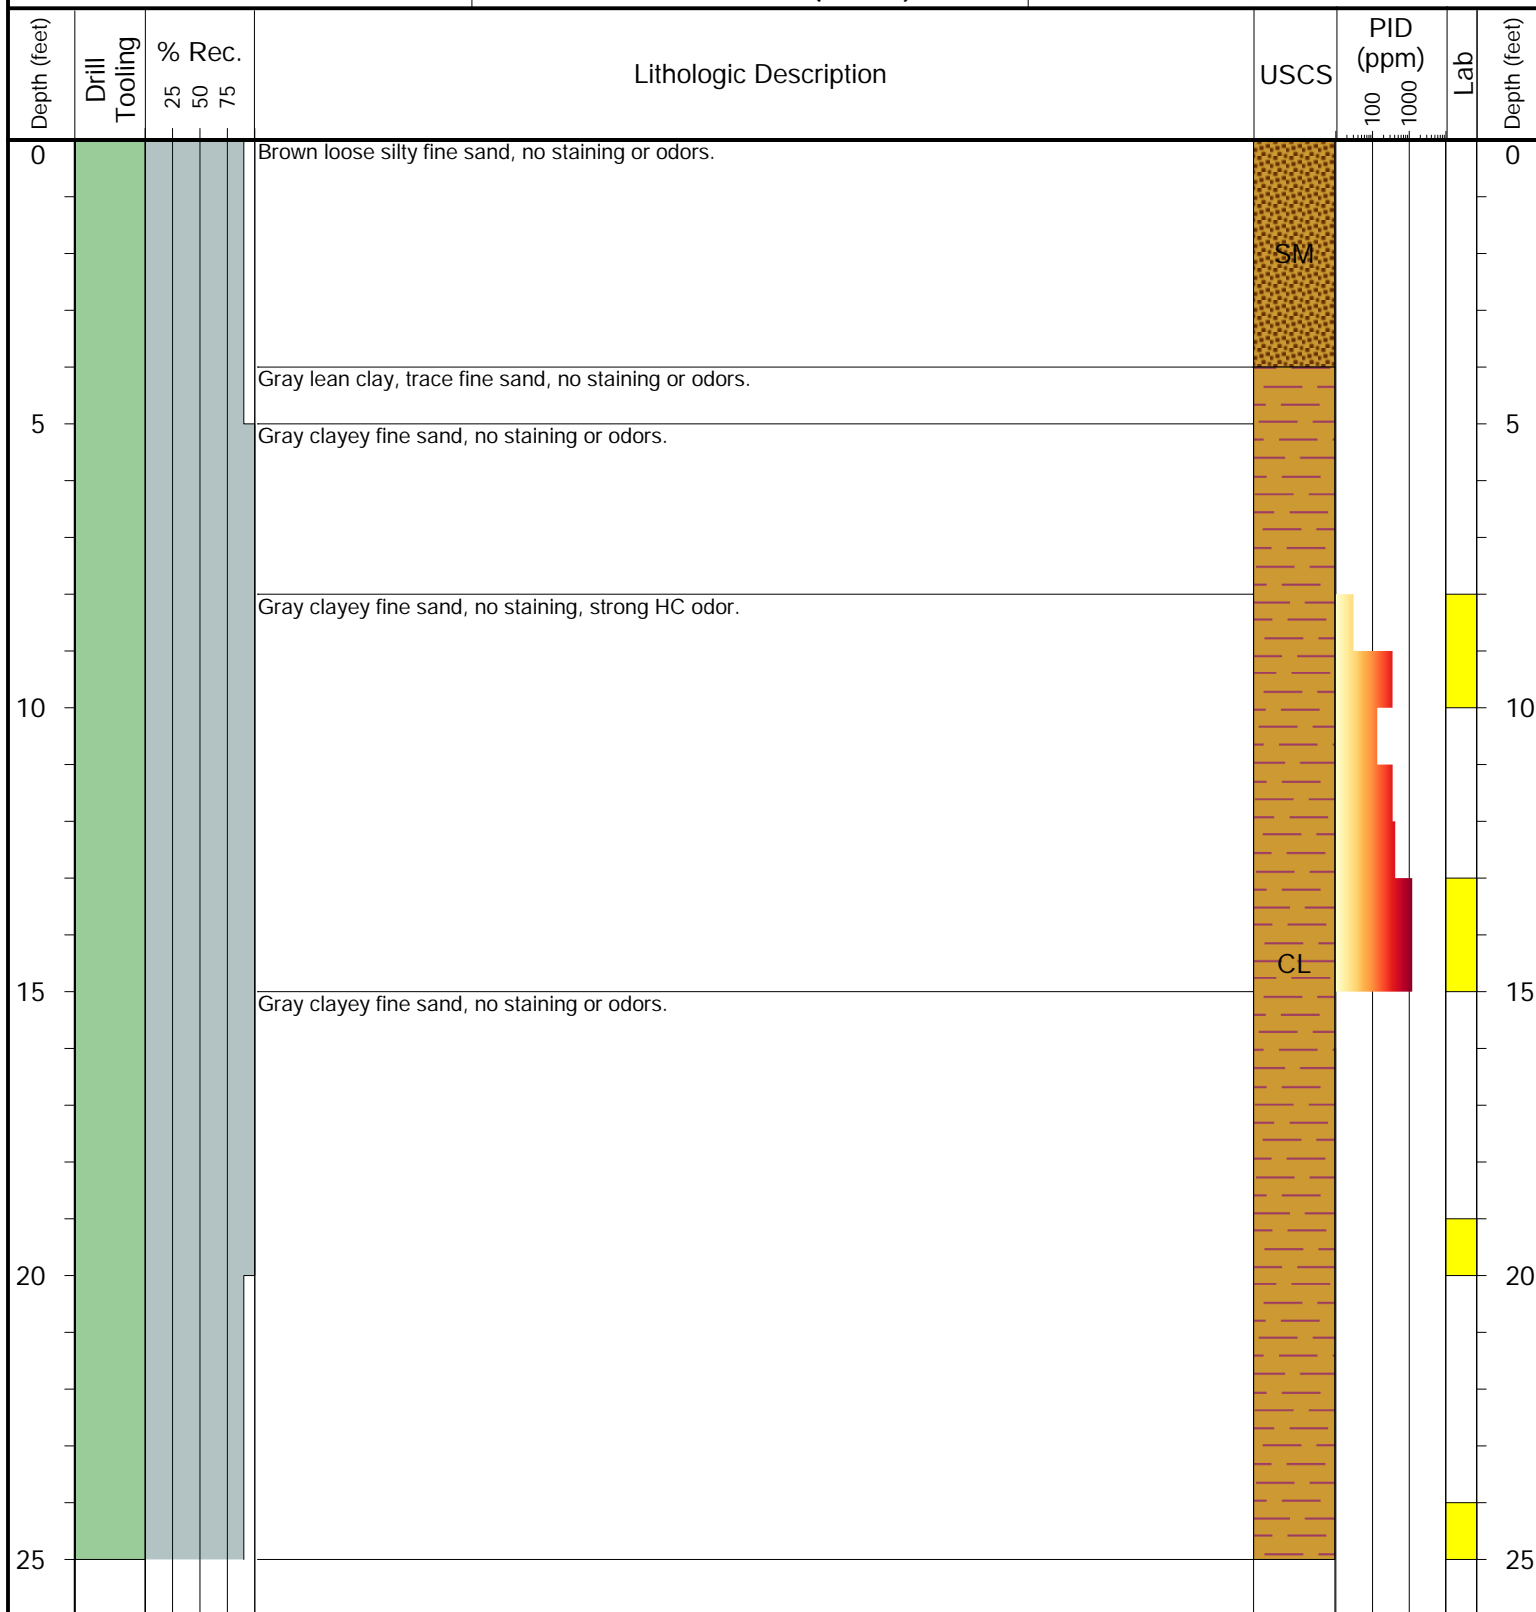 Depth (feet)
Drill Tooling
% Rec.
25 50 75
Lithologic Description
USCS
PID
(ppm)
100 1000
Lab
Depth (feet)
0
Brown loose silty fine sand, no staining or odors.
0
SM
Gray lean clay, trace fine sand, no staining or odors.
5
Gray clayey fine sand, no staining or odors.
5
Gray clayey fine sand, no staining, strong HC odor.
10
10
CL
15
Gray clayey fine sand, no staining or odors.
15
20
20
25
25